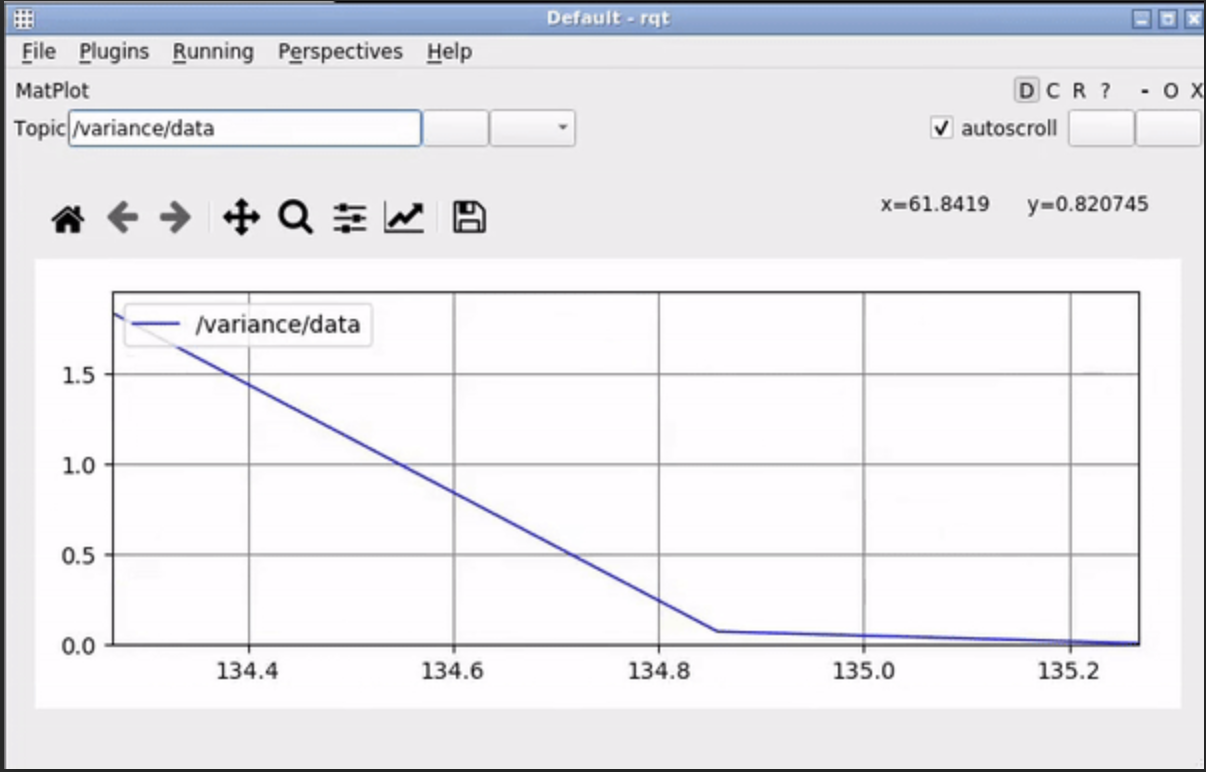 Default - rqt
File Plugins Running Perspectives Help
MatPlot D C R ? - O X
Topic /variance/data autoscroll
x=61.8419 y=0.820745
/variance/data
1.5
1.0
0.5
0.0
134.4 134.6 134.8 135.0 135.2